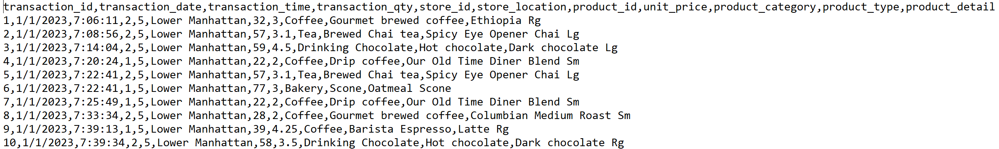 transaction_id,transaction_date,transaction_time,transaction_qty,store_id,store_location,product_id,unit_price,product_category,product_type,product_detail
1,1/1/2023,7:06:11,2,5,Lower Manhattan,32,3,Coffee,Gourmet brewed coffee,Ethiopia Rg
2,1/1/2023,7:08:56,2,5,Lower Manhattan,57,3.1,Tea,Brewed Chai tea,Spicy Eye Opener Chai Lg
3,1/1/2023,7:14:04,2,5,Lower Manhattan,59,4.5,Drinking Chocolate,Hot chocolate,Dark chocolate Lg
4,1/1/2023,7:20:24,1,5,Lower Manhattan,22,2,Coffee,Drip coffee,Our Old Time Diner Blend Sm
5,1/1/2023,7:22:41,2,5,Lower Manhattan,57,3.1,Tea,Brewed Chai tea,Spicy Eye Opener Chai Lg
6,1/1/2023,7:22:41,1,5,Lower Manhattan,77,3,Bakery,Scone,Oatmeal Scone
7,1/1/2023,7:25:49,1,5,Lower Manhattan,22,2,Coffee,Drip coffee,Our Old Time Diner Blend Sm
8,1/1/2023,7:33:34,2,5,Lower Manhattan,28,2,Coffee,Gourmet brewed coffee,Columbian Medium Roast Sm
9,1/1/2023,7:39:13,1,5,Lower Manhattan,39,4.25,Coffee,Barista Espresso,Latte Rg
10,1/1/2023,7:39:34,2,5,Lower Manhattan,58,3.5,Drinking Chocolate,Hot chocolate,Dark chocolate Rg